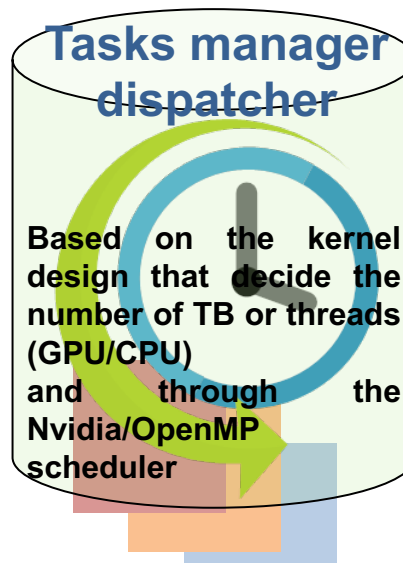 Tasks manager
dispatcher
Based on the kernel
design that decide the
number of TB or threads
(GPU/CPU)
and through the
Nvidia/OpenMP
scheduler